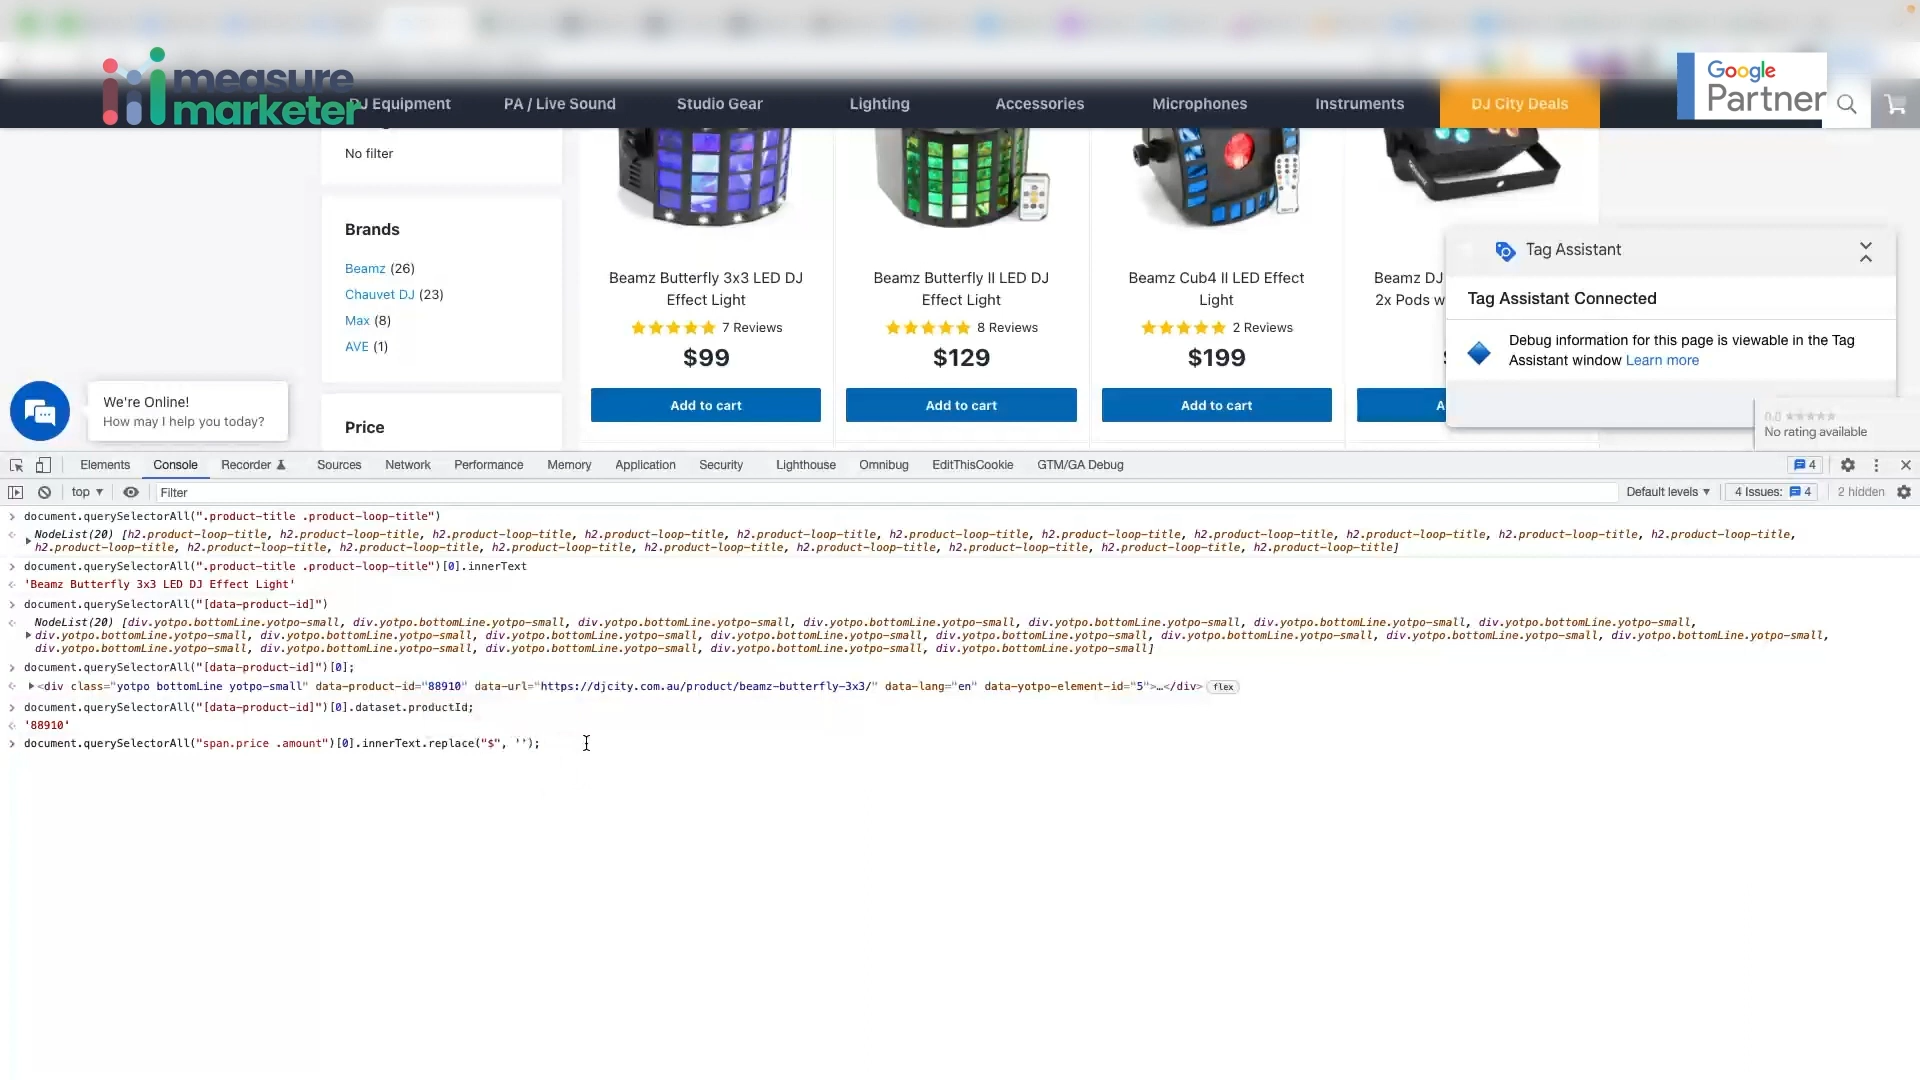 measure
marketer
DJ Equipment
PA / Live Sound
Studio Gear
Lighting
Accessories
Microphones
Instruments
DJ City Deals
Google
Partner
No filter
Brands
Beamz (26)
Chauvet DJ (23)
Max (8)
AVE (1)
Price
Beamz Butterfly 3x3 LED DJ
Effect Light
7 Reviews
$99
Add to cart
Beamz Butterfly II LED DJ
Effect Light
8 Reviews
$129
Add to cart
Beamz Cub4 II LED Effect
Light
2 Reviews
$199
Add to cart
Beamz DJ
2x Pods w
$
A
Tag Assistant
Tag Assistant Connected
Debug information for this page is viewable in the Tag
Assistant window Learn more
0.0
No rating available
We're Online!
How may I help you today?
Elements
Console
Recorder
Sources
Network
Performance
Memory
Application
Security
Lighthouse
Omnibug
EditThisCookie
GTM/GA Debug
4
top
Filter
Default levels
4 Issues: 4
2 hidden
document.querySelectorAll(".product-title .product-loop-title")
NodeList(20) [h2.product-loop-title, h2.product-loop-title, h2.product-loop-title, h2.product-loop-title, h2.product-loop-title, h2.product-loop-title, h2.product-loop-title, h2.product-loop-title, h2.product-loop-title, h2.product-loop-title, h2.product-loop-title,
h2.product-loop-title, h2.product-loop-title, h2.product-loop-title, h2.product-loop-title, h2.product-loop-title, h2.product-loop-title, h2.product-loop-title, h2.product-loop-title, h2.product-loop-title]
document.querySelectorAll(".product-title .product-loop-title")[0].innerText
'Beamz Butterfly 3x3 LED DJ Effect Light'
document.querySelectorAll("[data-product-id]")
NodeList(20) [div.yotpo.bottomLine.yotpo-small, div.yotpo.bottomLine.yotpo-small, div.yotpo.bottomLine.yotpo-small, div.yotpo.bottomLine.yotpo-small, div.yotpo.bottomLine.yotpo-small, div.yotpo.bottomLine.yotpo-small, div.yotpo.bottomLine.yotpo-small,
div.yotpo.bottomLine.yotpo-small, div.yotpo.bottomLine.yotpo-small, div.yotpo.bottomLine.yotpo-small, div.yotpo.bottomLine.yotpo-small, div.yotpo.bottomLine.yotpo-small, div.yotpo.bottomLine.yotpo-small, div.yotpo.bottomLine.yotpo-small, div.yotpo.bottomLine.yotpo-small,
div.yotpo.bottomLine.yotpo-small, div.yotpo.bottomLine.yotpo-small, div.yotpo.bottomLine.yotpo-small, div.yotpo.bottomLine.yotpo-small, div.yotpo.bottomLine.yotpo-small]
document.querySelectorAll("[data-product-id]")[0];
<div class="yotpo bottomLine yotpo-small" data-product-id="88910" data-url="https://djcity.com.au/product/beamz-butterfly-3x3/" data-lang="en" data-yotpo-element-id="5">…</div> flex
document.querySelectorAll("[data-product-id]")[0].dataset.productId;
'88910'
document.querySelectorAll("span.price .amount")[0].innerText.replace("$", '');